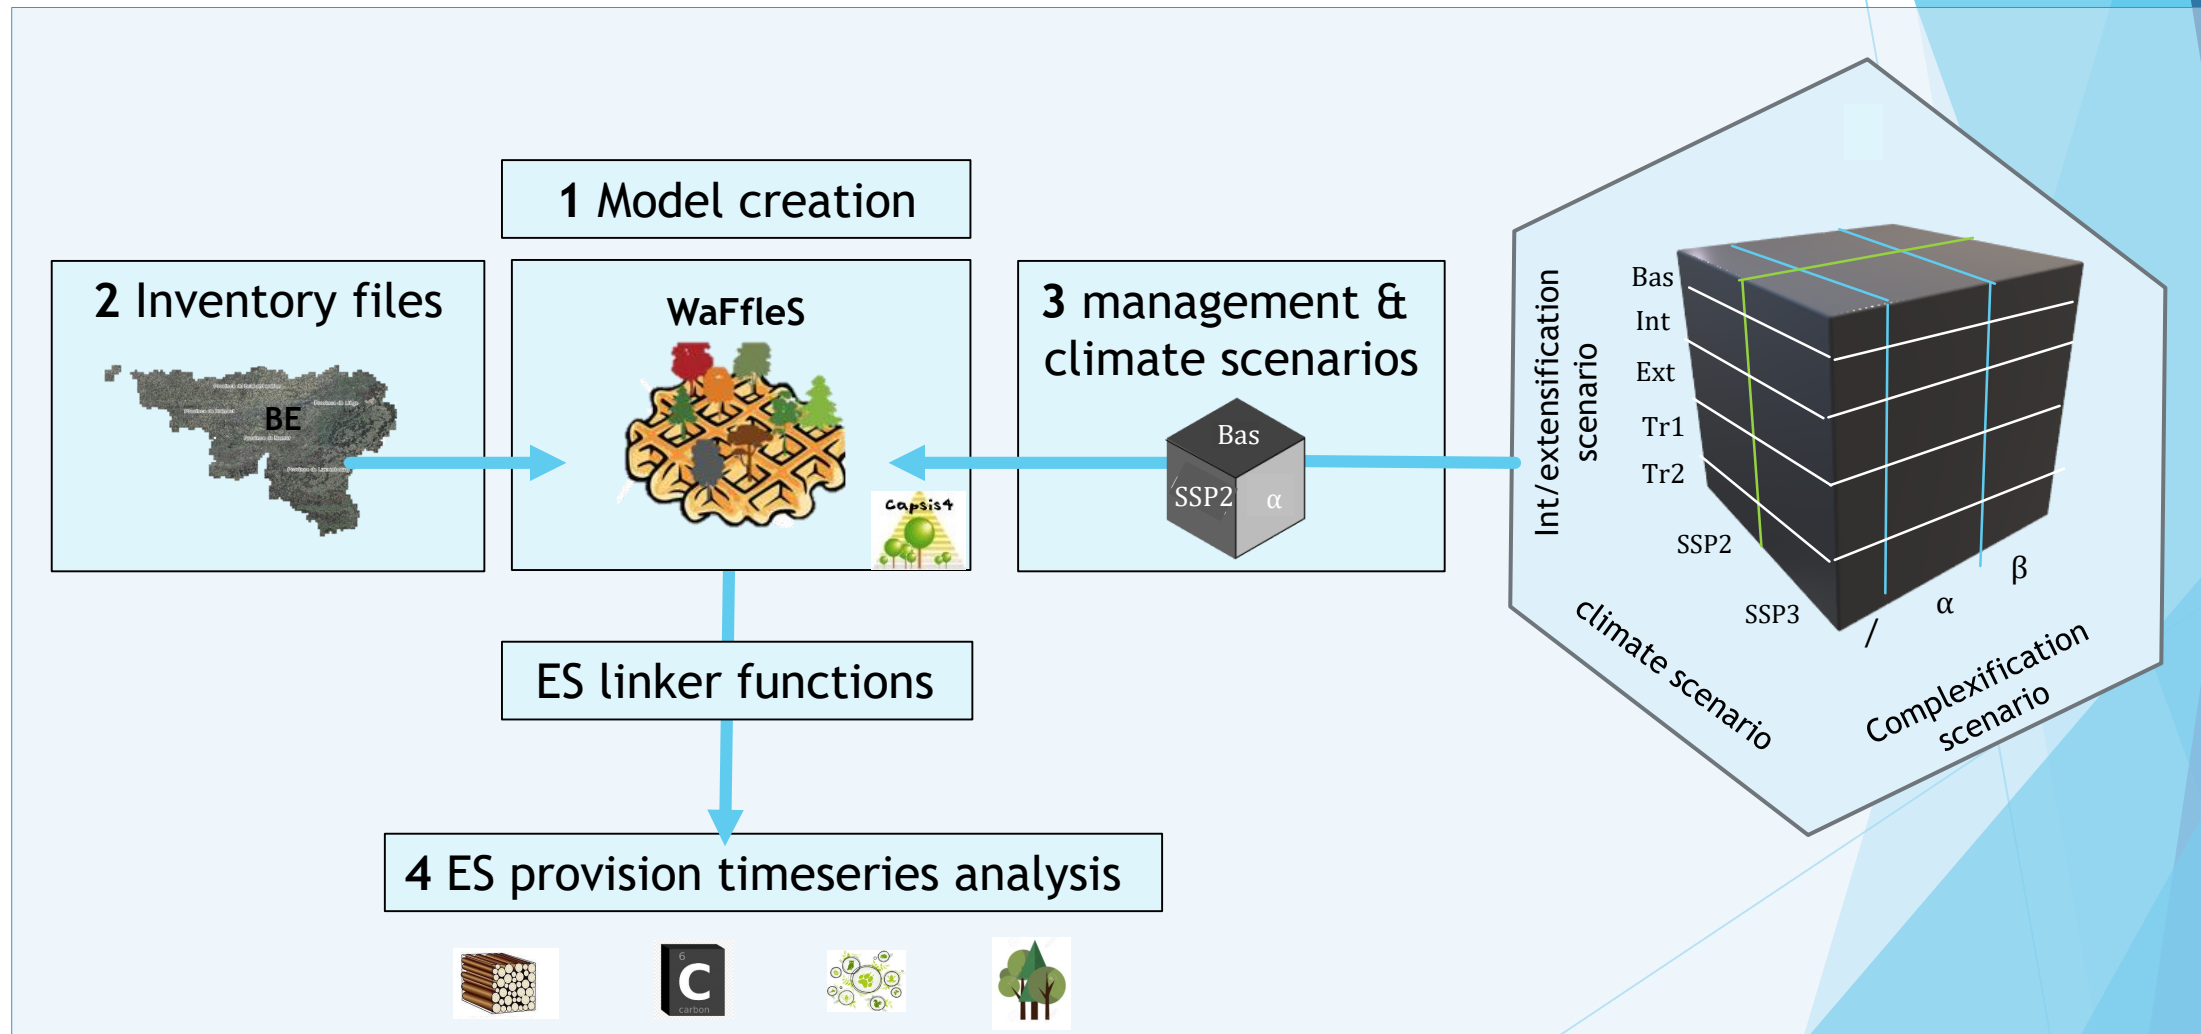 1 Model creation
2 Inventory files
BE
WaFfleS
Capsis4
3 management &
climate scenarios
Bas
/
SSP2
α
Int/extensification
scenario
Bas
Int
Ext
Tr1
Tr2
SSP2
SSP3
/
α
β
climate scenario
Complexification
scenario
ES linker functions
4 ES provision timeseries analysis
6
C
carbon